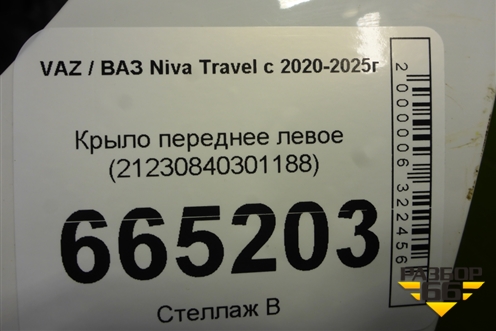 VAZ / ВАЗ Niva Travel с 2020-2025г
Крыло переднее левое
(21230840301188)
665203
Стеллаж В
2000006322456
РАЗБОР
66